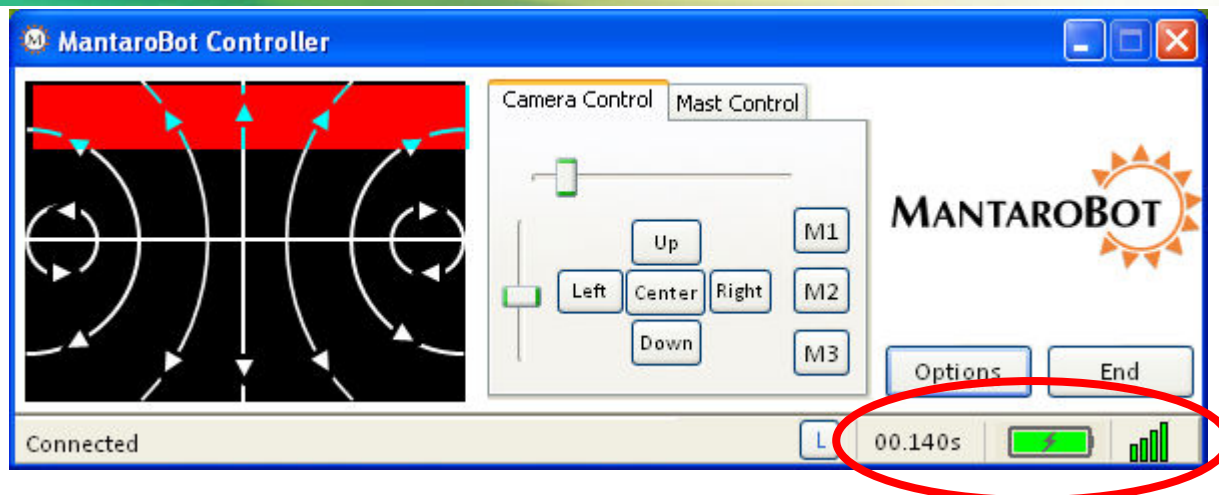 M MantaroBot Controller
Camera Control Mast Control
MANTAROBOT
Up
M1
Left Center Right M2
Down
M3
Options End
Connected L 00.140s